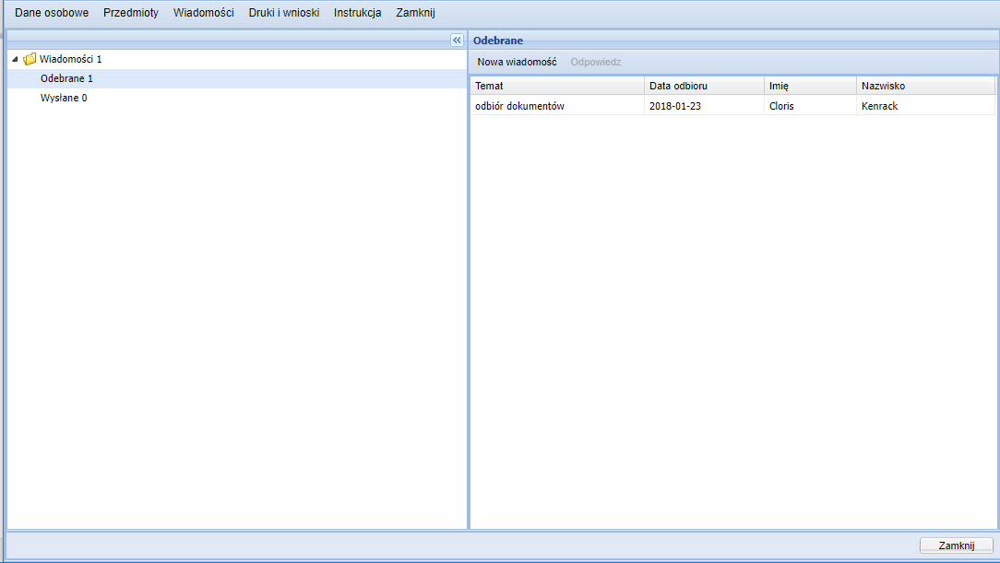 Dane osobowe Przedmioty Wiadomości Druki i wnioski Instrukcja Zamknij
Wiadomości 1
Odebrane 1
Wysłane 0
Odebrane
Nowa wiadomość Odpowiedz
Temat Data odbioru Imię Nazwisko
odbiór dokumentów 2018-01-23 Cloris Kenrack
Zamknij